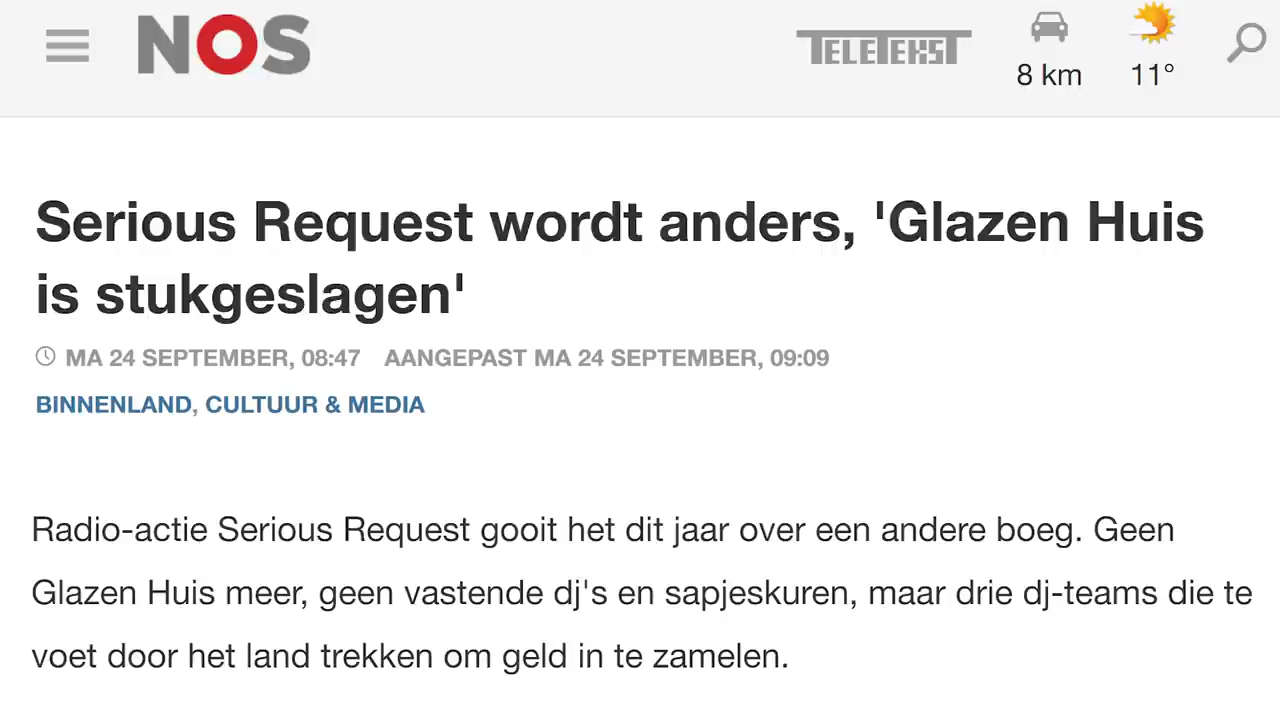 NOS TELETEKST 8 km 11°
Serious Request wordt anders, 'Glazen Huis
is stukgeslagen'
MA 24 SEPTEMBER, 08:47 AANGEPAST MA 24 SEPTEMBER, 09:09
BINNENLAND, CULTUUR & MEDIA
Radio-actie Serious Request gooit het dit jaar over een andere boeg. Geen
Glazen Huis meer, geen vastende dj's en sapjeskuren, maar drie dj-teams die te
voet door het land trekken om geld in te zamelen.